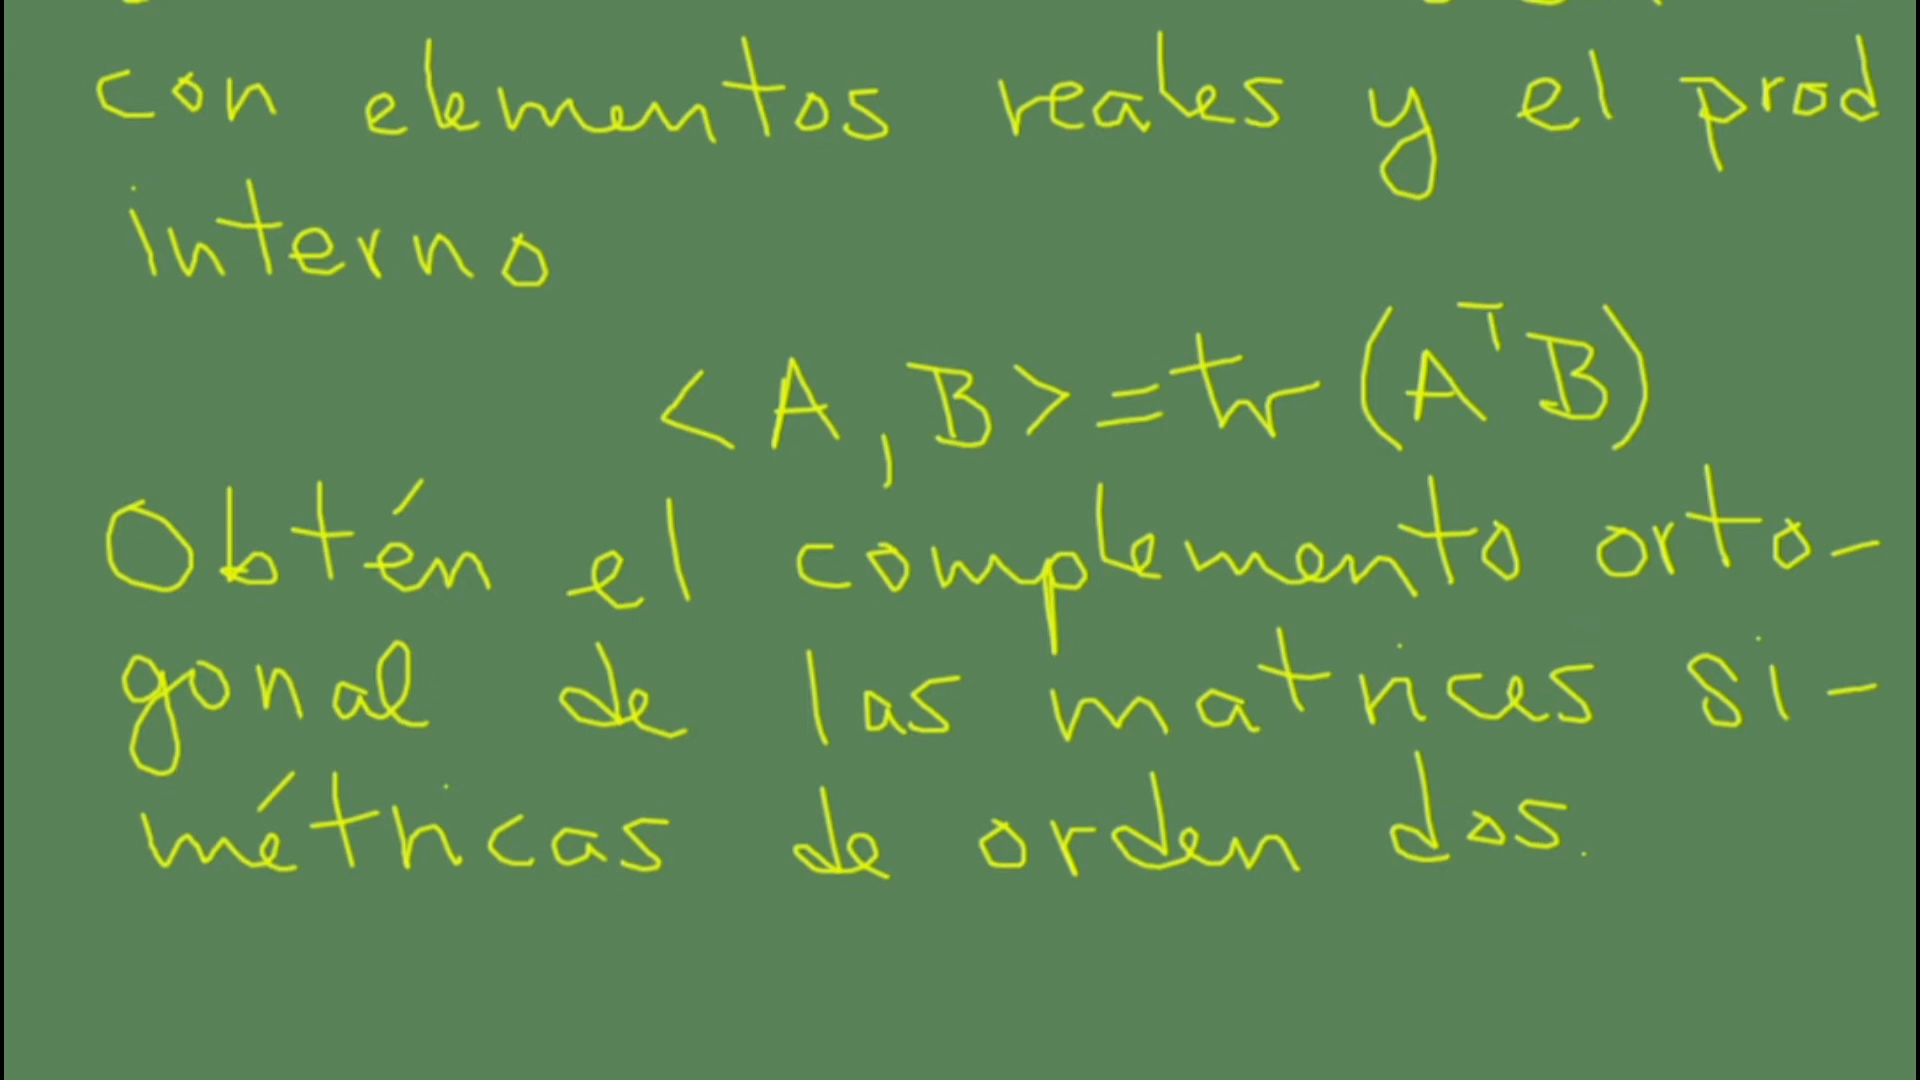 con elementos reales y el prod
interno
<A,B>=tr(AᵀB)
Obtén el complemento orto-
gonal de las matrices si-
métricas de orden dos.